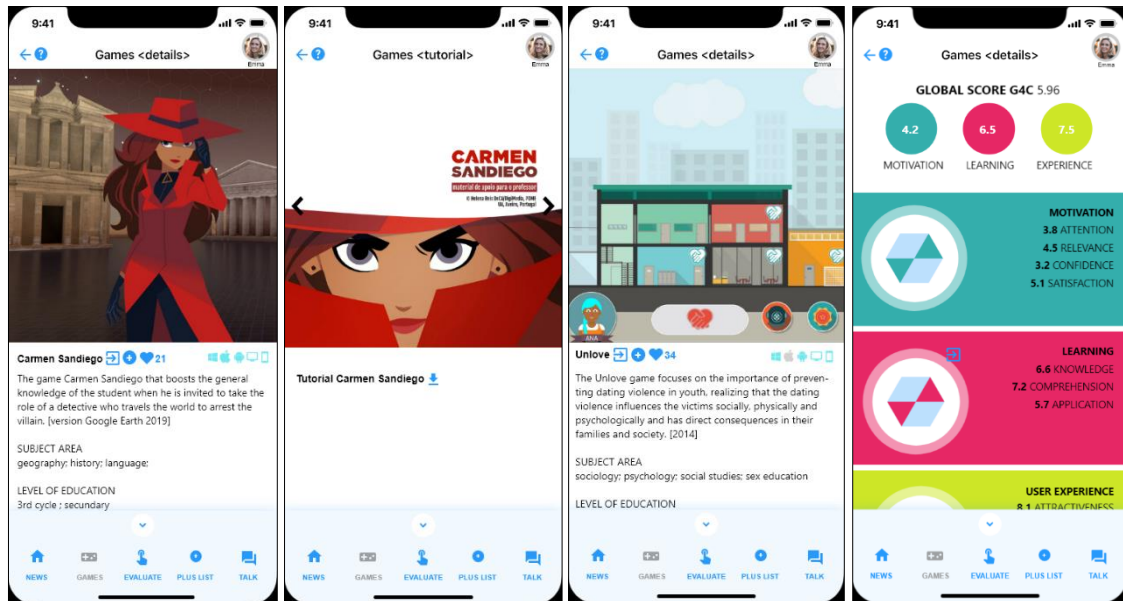 9:41
Games <details>
Emma
Carmen Sandiego 21
The game Carmen Sandiego that boosts the general
knowledge of the student when he is invited to take the
role of a detective who travels the world to arrest the
villain. [version Google Earth 2019]
SUBJECT AREA
geography; history; language;
LEVEL OF EDUCATION
3rd cycle ; secundary
NEWS GAMES EVALUATE PLUS LIST TALK
9:41
Games <tutorial>
Emma
CARMEN
SANDIEGO
material de apoio para o professor
Tutorial Carmen Sandiego
NEWS GAMES EVALUATE PLUS LIST TALK
9:41
Games <details>
Emma
ANA
Unlove 34
The Unlove game focuses on the importance of preven-
ting dating violence in youth, realizing that the dating
violence influences the victims socially, physically and
psychologically and has direct consequences in their
families and society. [2014]
SUBJECT AREA
sociology; psychology; social studies; sex education
LEVEL OF EDUCATION
NEWS GAMES EVALUATE PLUS LIST TALK
9:41
Games <details>
Emma
GLOBAL SCORE G4C 5.96
4.2 6.5 7.5
MOTIVATION LEARNING EXPERIENCE
MOTIVATION
3.8 ATTENTION
4.5 RELEVANCE
3.2 CONFIDENCE
5.1 SATISFACTION
LEARNING
6.6 KNOWLEDGE
7.2 COMPREHENSION
5.7 APPLICATION
USER EXPERIENCE
8.1 ATTRACTIVENESS
NEWS GAMES EVALUATE PLUS LIST TALK